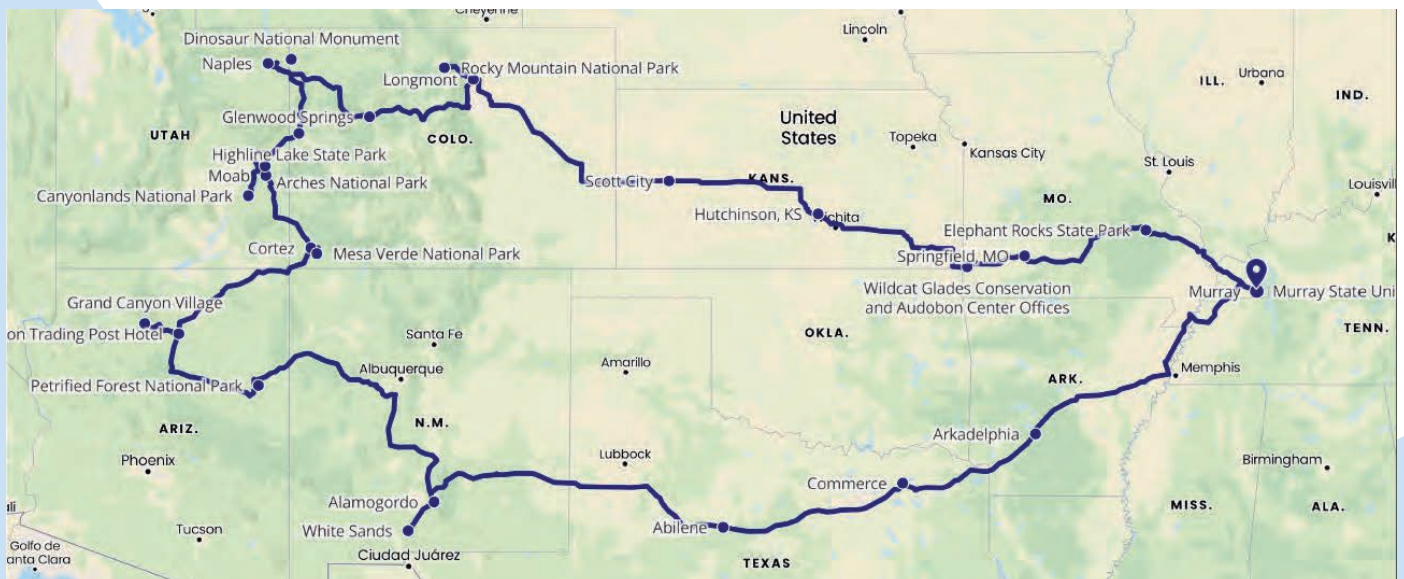 Cheyenne
Lincoln
Dinosaur National Monument
Naples
Rocky Mountain National Park
Longmont
ILL.
Urbana
IND.
Glenwood Springs
United
States
UTAH
COLO.
Topeka
Kansas City
St. Louis
Highline Lake State Park
Moab
Arches National Park
Scott City
KANS.
Canyonlands National Park
MO.
Louisvill
Hutchinson, KS
Wichita
Elephant Rocks State Park
K
Cortez
Mesa Verde National Park
Springfield, MO
Wildcat Glades Conservation
and Audobon Center Offices
Murray
Murray State Uni
Grand Canyon Village
on Trading Post Hotel
Santa Fe
OKLA.
TENN.
Albuquerque
Amarillo
Memphis
Petrified Forest National Park
ARK.
ARIZ.
N.M.
Arkadelphia
Phoenix
Lubbock
Birmingham
Commerce
Alamogordo
MISS.
ALA.
ali
White Sands
Abilene
Tucson
Golfo de
anta Clara
Ciudad Juárez
TEXAS